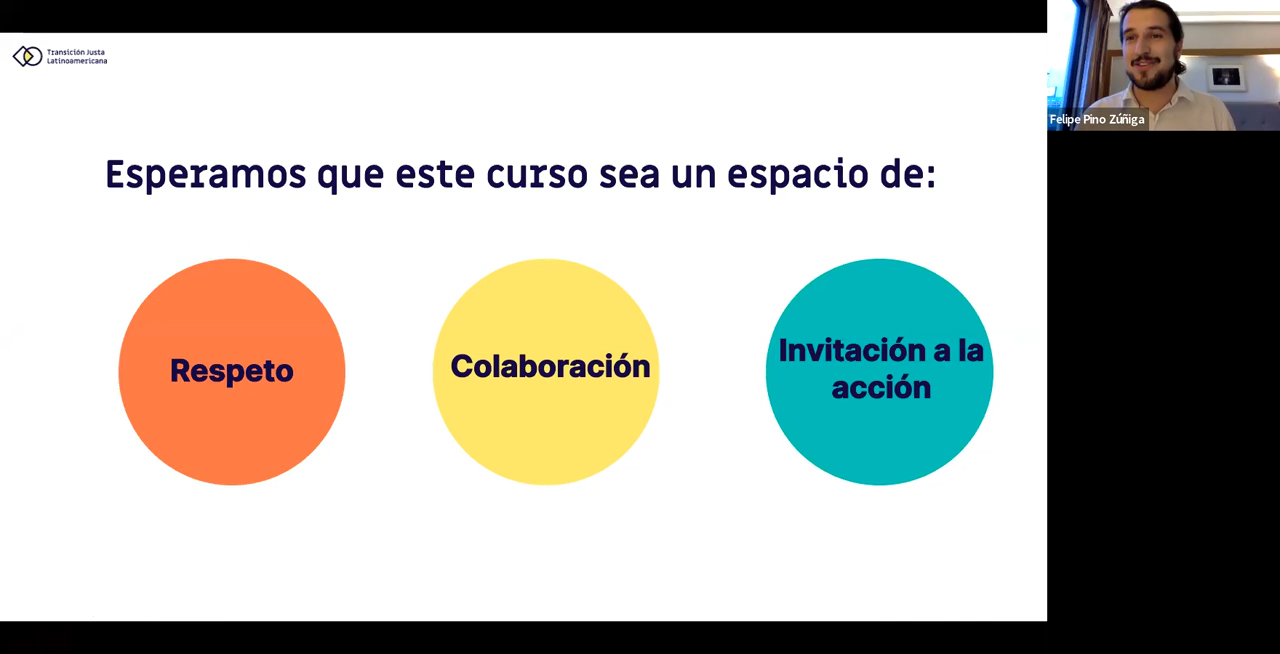 Transición Justa
Latinoamericana
Felipe Pino Zúñiga
Esperamos que este curso sea un espacio de:
Respeto
Colaboración
Invitación a la
acción